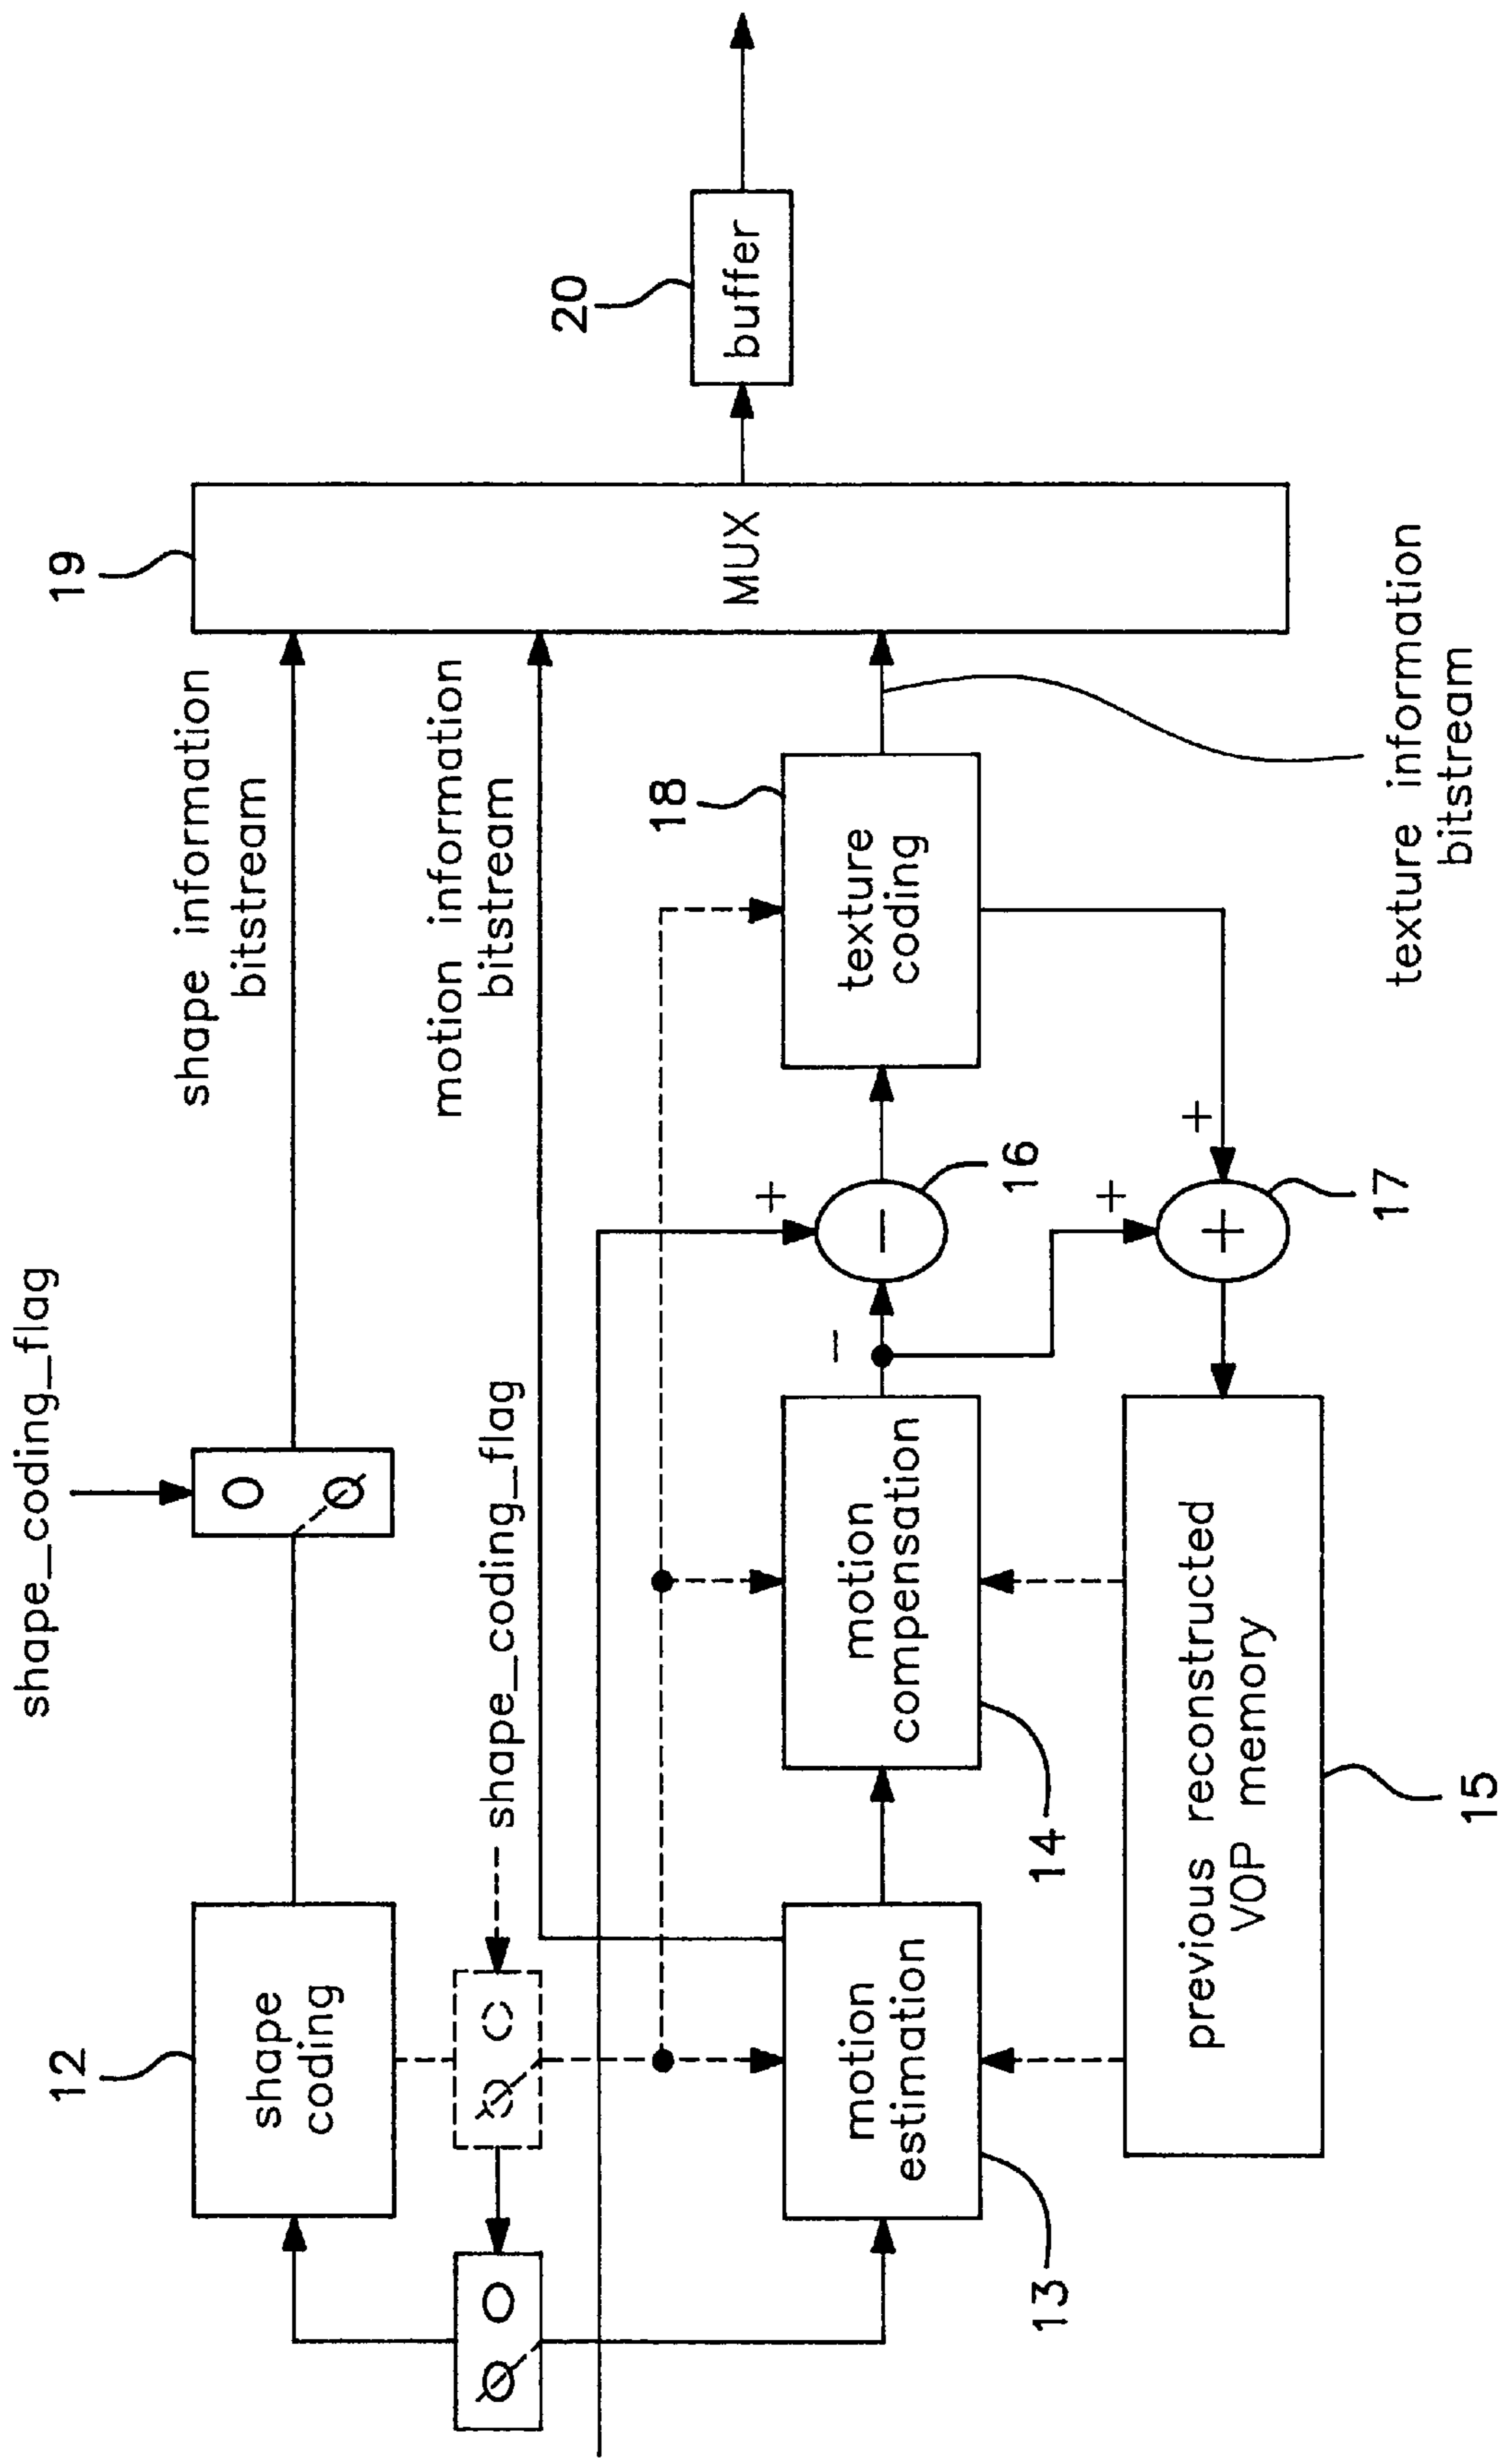 shape_coding_flag
12
shape
coding
shape information
bitstream
19
shape_coding_flag
motion information
bitstream
20
buffer
MUX
18
texture
coding
motion
estimation
motion
compensation
13
14
+
−
−
16
+
+
+
17
previous reconstructed
VOP memory
15
texture information
bitstream